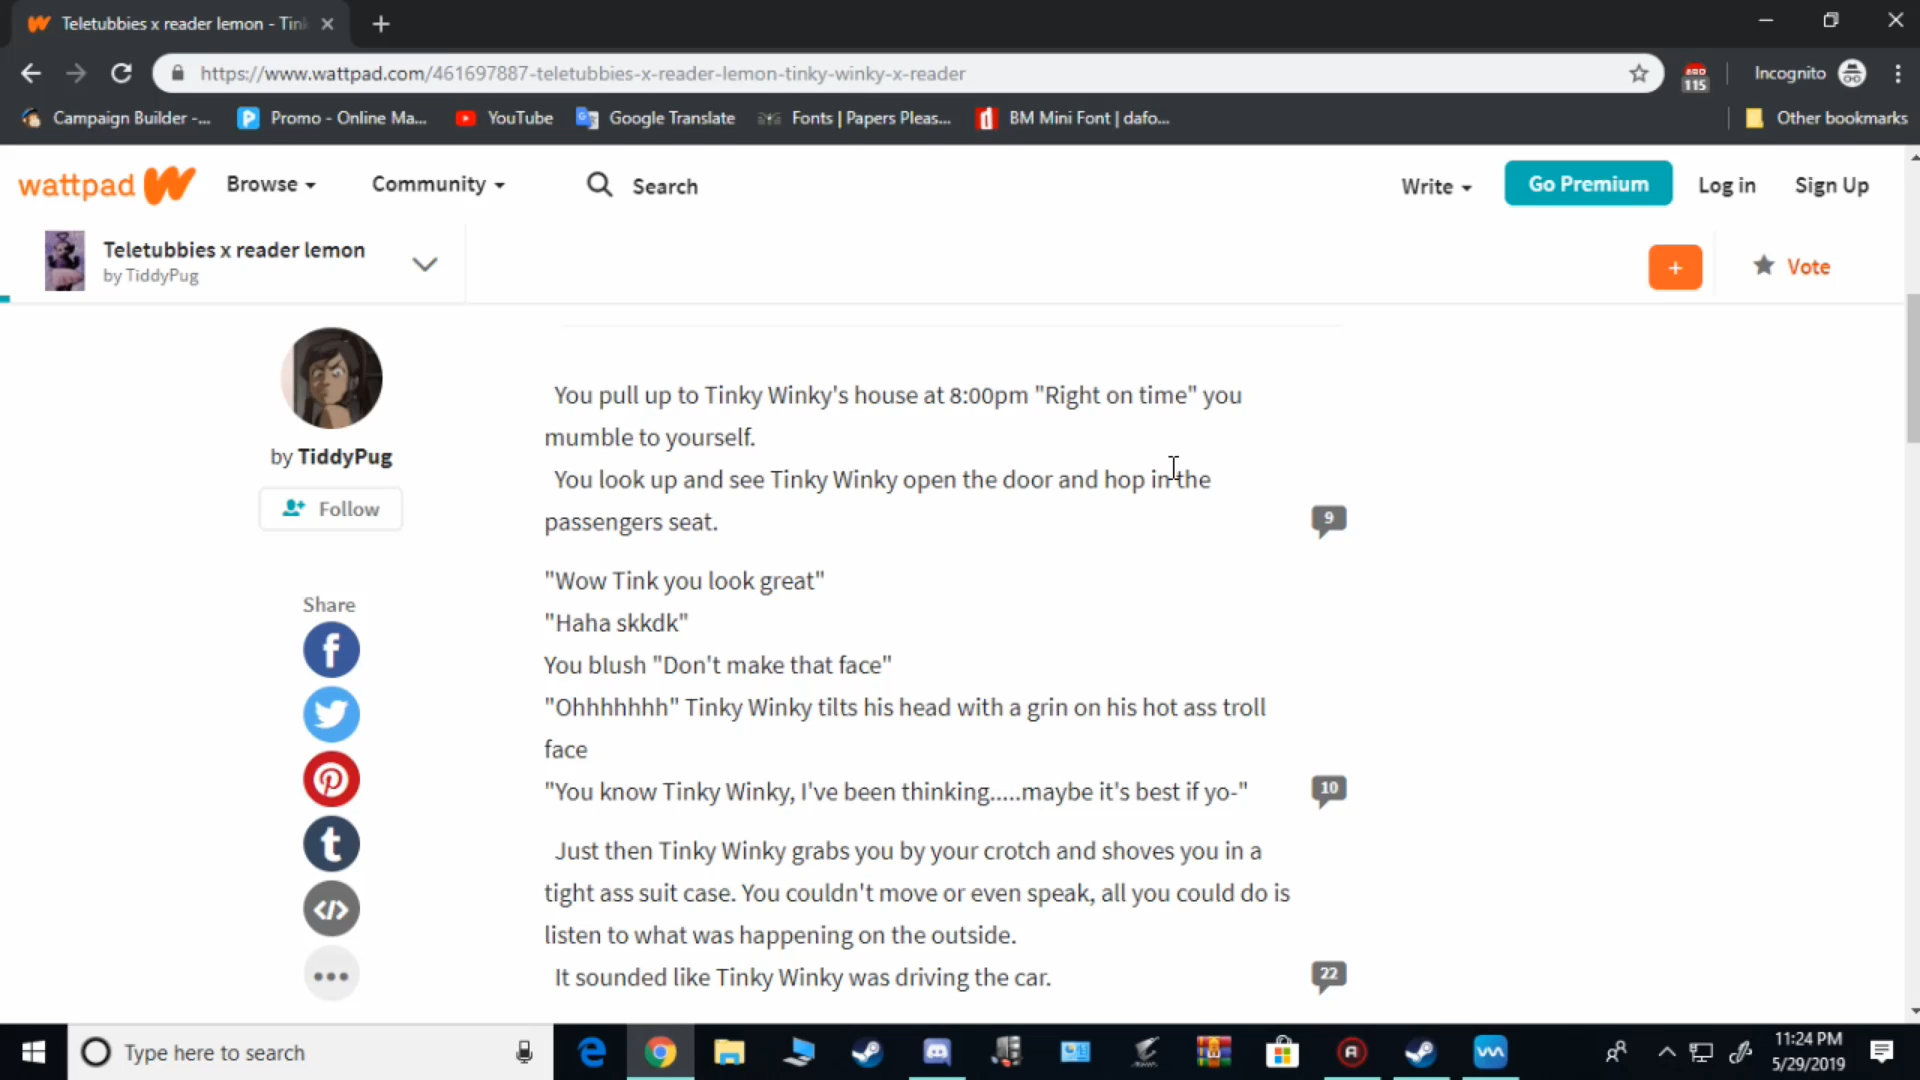 Teletubbies x reader lemon - Tin
https://www.wattpad.com/461697887-teletubbies-x-reader-lemon-tinky-winky-x-reader
115
Incognito
Campaign Builder -...
Promo - Online Ma...
YouTube
Google Translate
Fonts | Papers Pleas...
BM Mini Font | dafo...
Other bookmarks
wattpad
Browse
Community
Search
Write
Go Premium
Log in
Sign Up
Teletubbies x reader lemon
by TiddyPug
+
Vote
by TiddyPug
Follow
Share
You pull up to Tinky Winky's house at 8:00pm "Right on time" you
mumble to yourself.
You look up and see Tinky Winky open the door and hop in the
passengers seat.
9
"Wow Tink you look great"
"Haha skkdk"
You blush "Don't make that face"
"Ohhhhhhh" Tinky Winky tilts his head with a grin on his hot ass troll
face
"You know Tinky Winky, I've been thinking.....maybe it's best if yo-"
10
Just then Tinky Winky grabs you by your crotch and shoves you in a
tight ass suit case. You couldn't move or even speak, all you could do is
listen to what was happening on the outside.
It sounded like Tinky Winky was driving the car.
22
Type here to search
11:24 PM
5/29/2019